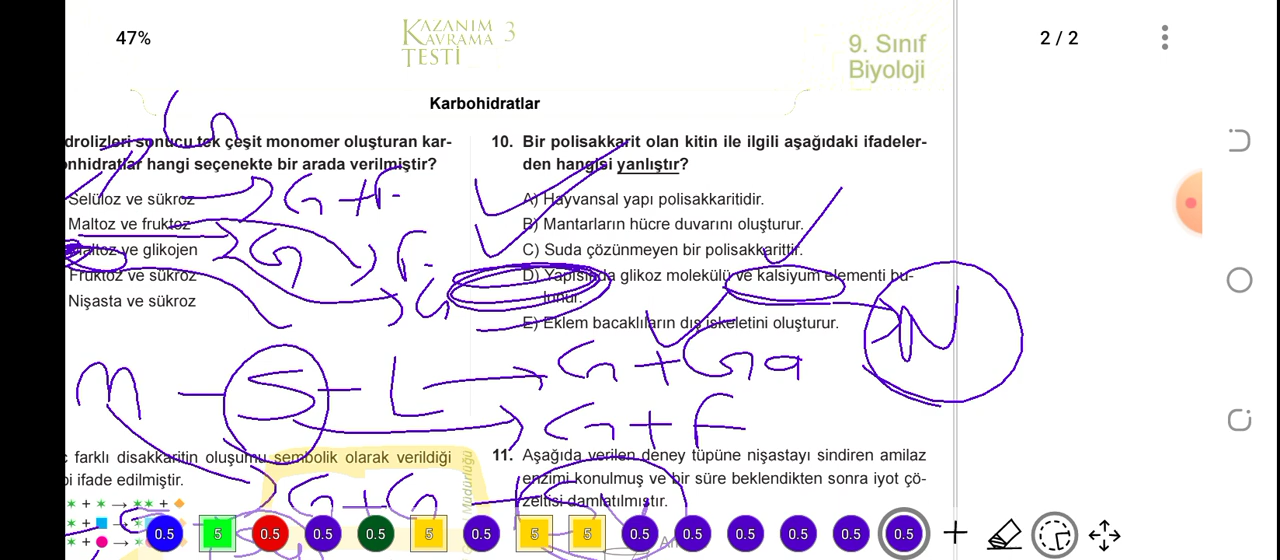 47%
KAZANIM
KAVRAMA 3
TESTİ
9. Sınıf
Biyoloji
2 / 2
Karbohidratlar
drolizleri sonucu tek çeşit monomer oluşturan kar-
onhidratlar hangi seçenekte bir arada verilmiştir?
Selüloz ve sükroz
Maltoz ve fruktoz
Maltoz ve glikojen
Fruktoz ve sükroz
Nişasta ve sükroz
G
G + F
G
F
G
M - S - L
G + Ga
G + F
G + G
farklı disakkaritin oluşumu sembolik olarak verildiği
bi ifade edilmiştir.
10. Bir polisakkarit olan kitin ile ilgili aşağıdaki ifadeler-
den hangisi yanlıştır?
A) Hayvansal yapı polisakkaritidir.
B) Mantarların hücre duvarını oluşturur.
C) Suda çözünmeyen bir polisakkarittir.
D) Yapısında glikoz molekülü ve kalsiyum elementi bu-
lunur.
E) Eklem bacaklıların dış iskeletini oluşturur.
N
11. Aşağıda verilen deney tüpüne nişastayı sindiren amilaz
enzimi konulmuş ve bir süre beklendikten sonra iyot çö-
zeltisi damlatılmıştır.
Müdürlüğü
0.5 5 0.5 0.5 0.5 5 0.5 5 5 0.5 0.5 0.5 0.5 0.5 0.5